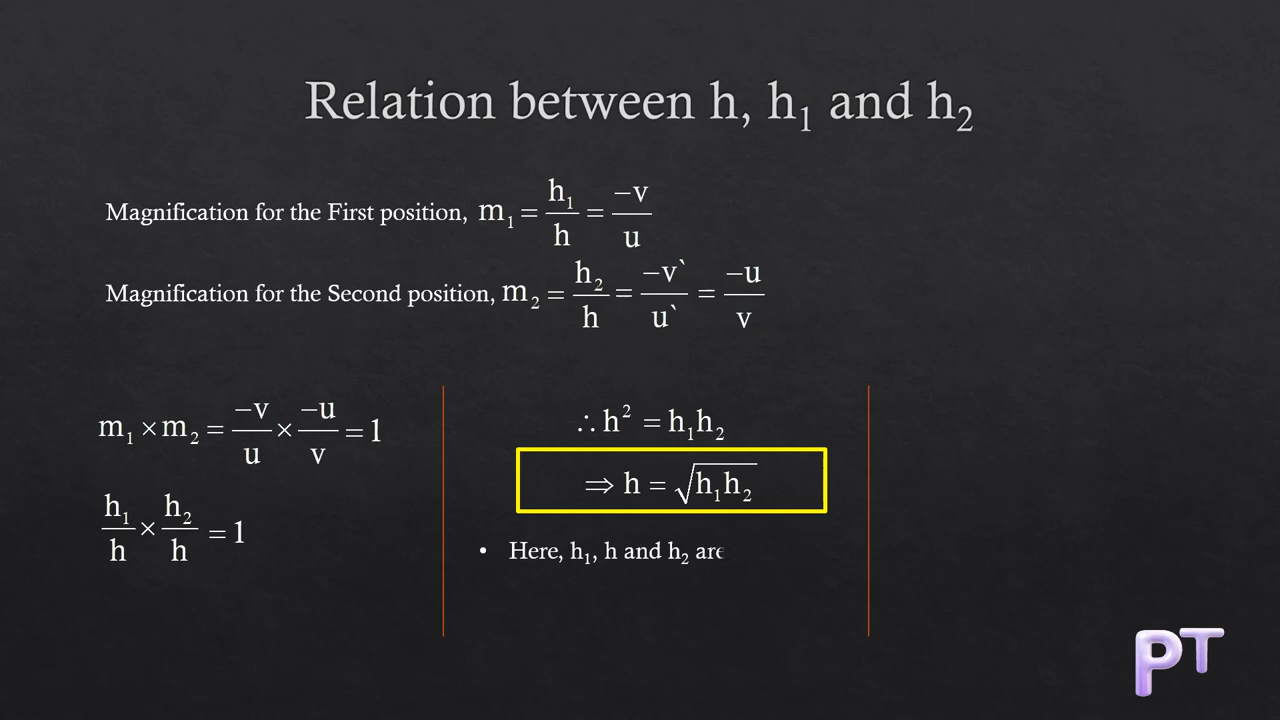 Relation between h, h₁ and h₂
Magnification for the First position, m₁ = h₁/h = −v/u
Magnification for the Second position, m₂ = h₂/h = −v`/u` = −u/v
m₁ × m₂ = −v/u × −u/v = 1
h₁/h × h₂/h = 1
∴ h² = h₁h₂
⇒ h = √(h₁h₂)
• Here, h₁, h and h₂ are
PT